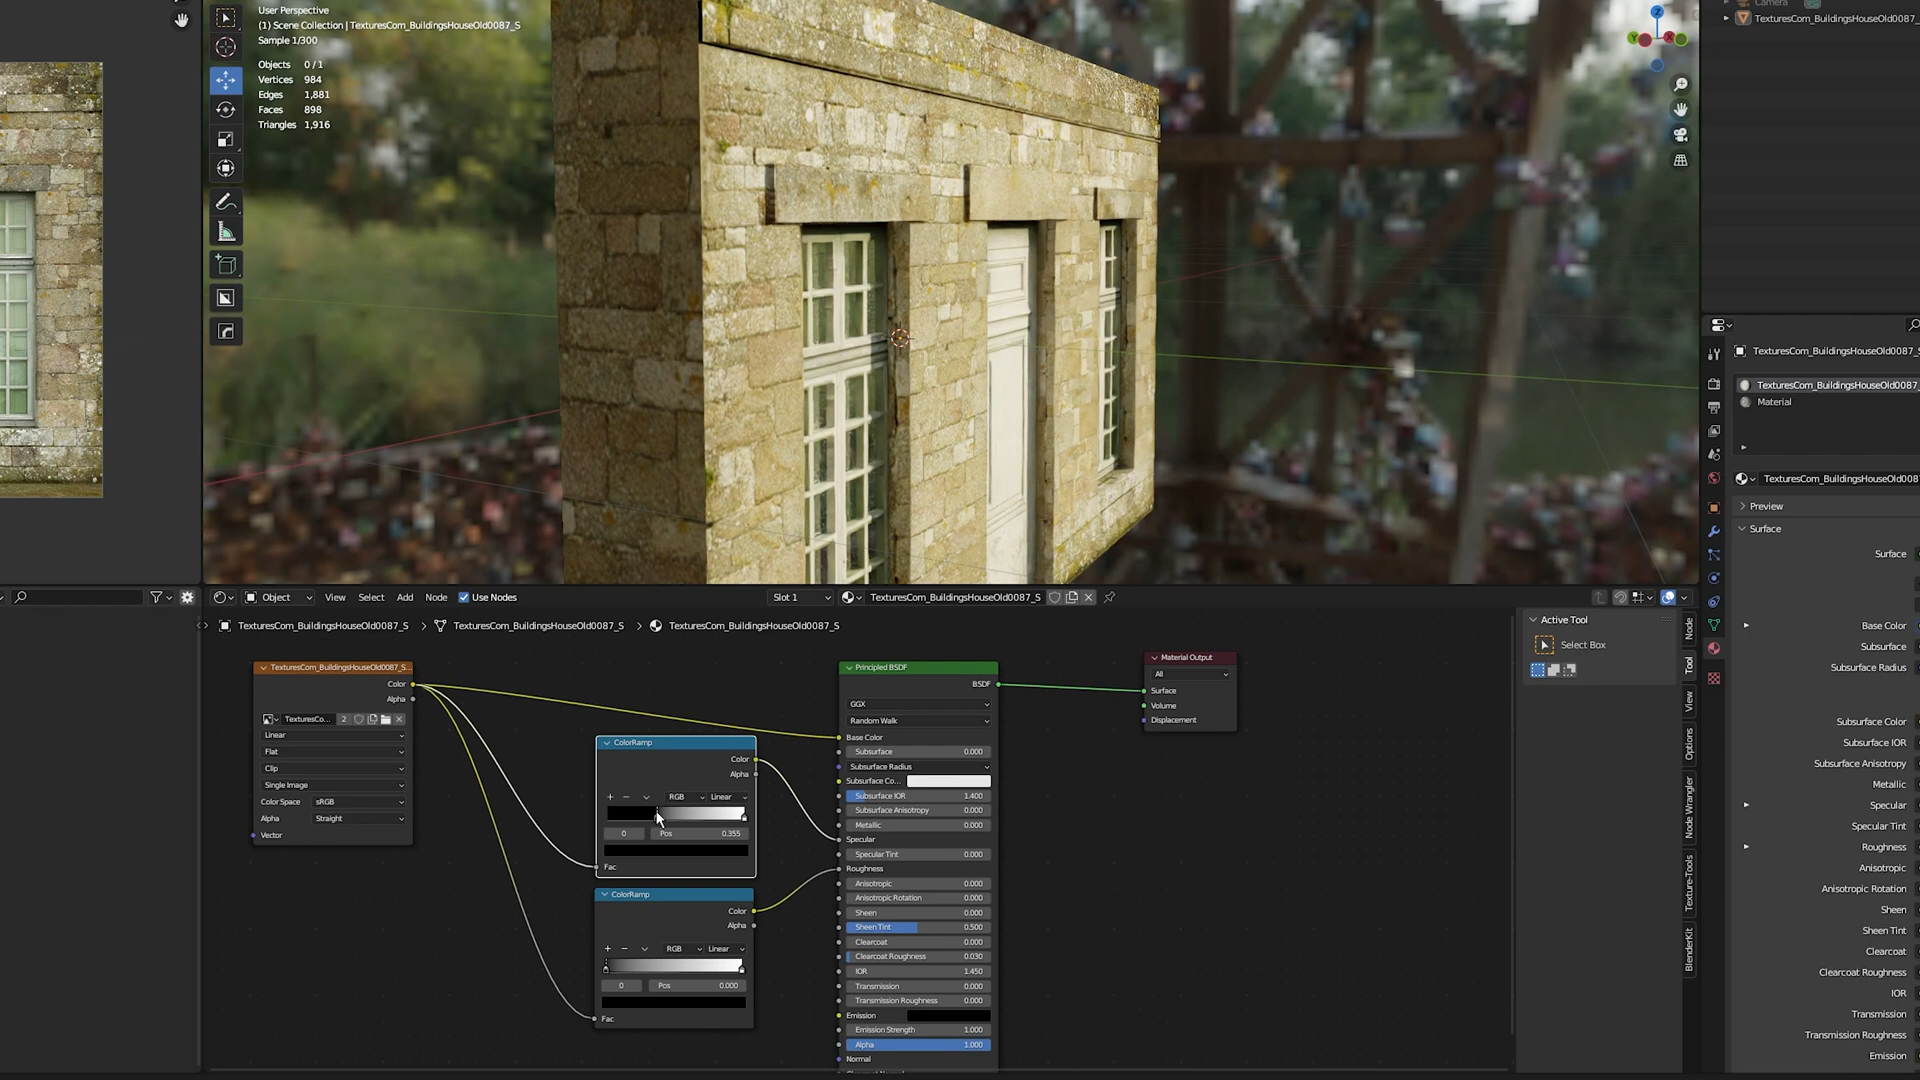 User Perspective
(1) Scene Collection | TexturesCom_BuildingsHouseOld0087_S
Sample 1/300
Objects 0 / 1
Vertices 984
Edges 1,881
Faces 898
Triangles 1,916
Z
Y
X
Camera
TexturesCom_BuildingsHouseOld0087_
TexturesCom_BuildingsHouseOld0087_S
TexturesCom_BuildingsHouseOld0087_
Material
TexturesCom_BuildingsHouseOld008
Preview
Surface
Surface
Base Color
Subsurface
Subsurface Radius
Subsurface Color
Subsurface IOR
Subsurface Anisotropy
Metallic
Specular
Specular Tint
Roughness
Anisotropic
Anisotropic Rotation
Sheen
Sheen Tint
Clearcoat
Clearcoat Roughness
IOR
Transmission
Transmission Roughness
Emission
Object View Select Add Node Use Nodes Slot 1 TexturesCom_BuildingsHouseOld0087_S
TexturesCom_BuildingsHouseOld0087_S > TexturesCom_BuildingsHouseOld0087_S > TexturesCom_BuildingsHouseOld0087_S
TexturesCom_BuildingsHouseOld0087_S...
Color
Alpha
TexturesCo... 2
Linear
Flat
Clip
Single Image
Color Space sRGB
Alpha Straight
Vector
ColorRamp
Color
Alpha
RGB Linear
0 Pos 0.355
Fac
ColorRamp
Color
Alpha
RGB Linear
0 Pos 0.000
Fac
Principled BSDF
BSDF
GGX
Random Walk
Base Color
Subsurface 0.000
Subsurface Radius
Subsurface Co...
Subsurface IOR 1.400
Subsurface Anisotropy 0.000
Metallic 0.000
Specular
Specular Tint 0.000
Roughness
Anisotropic 0.000
Anisotropic Rotation 0.000
Sheen 0.000
Sheen Tint 0.500
Clearcoat 0.000
Clearcoat Roughness 0.030
IOR 1.450
Transmission 0.000
Transmission Roughness 0.000
Emission
Emission Strength 1.000
Alpha 1.000
Normal
Material Output
All
Surface
Volume
Displacement
Active Tool
Select Box
Node
Tool
View
Options
Node Wrangler
Texture-Tools
BlenderKit